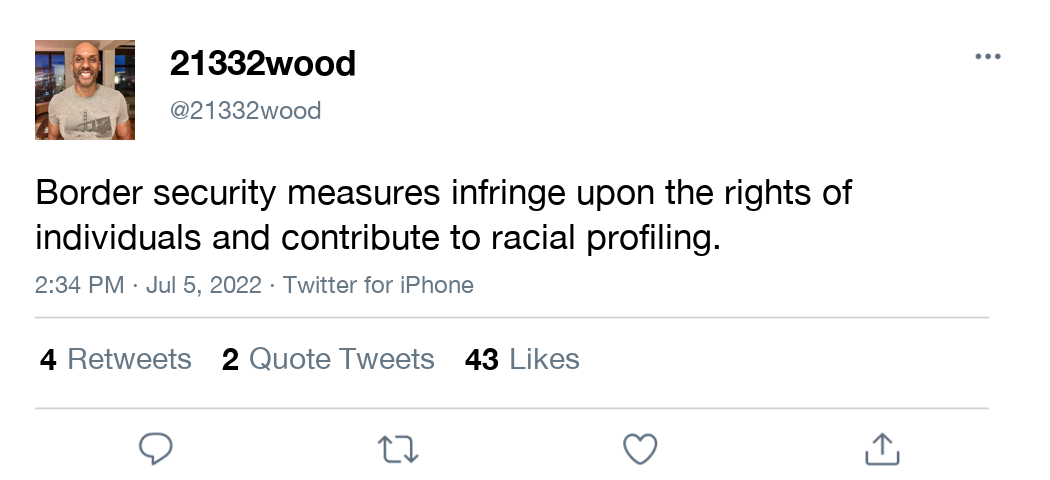 21332wood
@21332wood
Border security measures infringe upon the rights of
individuals and contribute to racial profiling.
2:34 PM · Jul 5, 2022 · Twitter for iPhone
4 Retweets 2 Quote Tweets 43 Likes